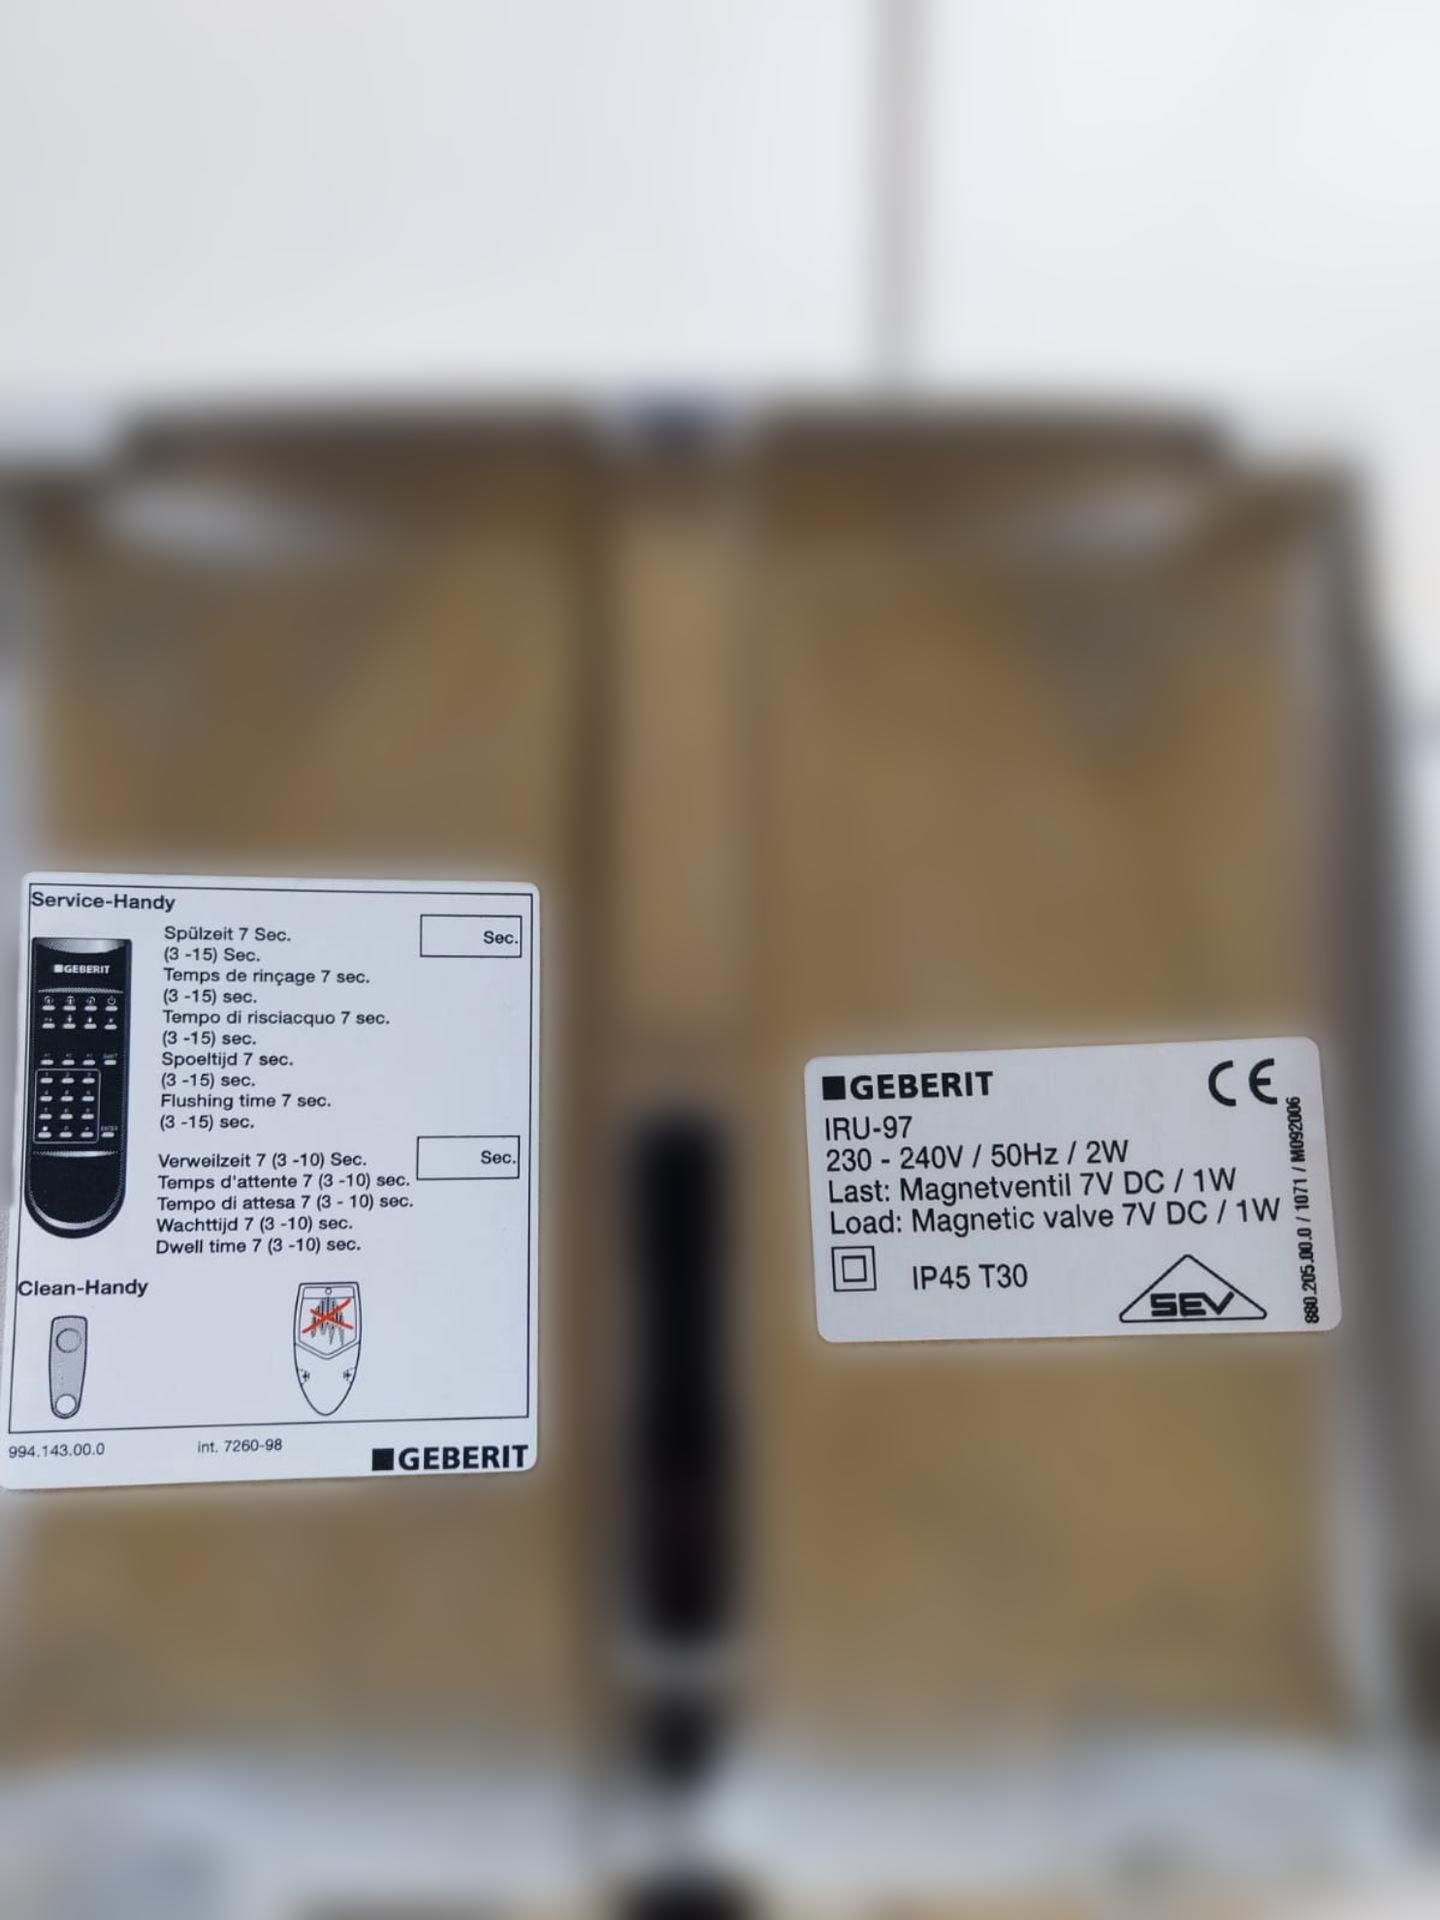 Service-Handy
GEBERIT
Spülzeit 7 Sec.
(3 -15) Sec.
Sec.
Temps de rinçage 7 sec.
(3 -15) sec.
Tempo di risciacquo 7 sec.
(3 -15) sec.
Spoeltijd 7 sec.
(3 -15) sec.
Flushing time 7 sec.
(3 -15) sec.
Verweilzeit 7 (3 -10) Sec.
Sec.
Temps d'attente 7 (3 -10) sec.
Tempo di attesa 7 (3 - 10) sec.
Wachttijd 7 (3 -10) sec.
Dwell time 7 (3 -10) sec.
Clean-Handy
994.143.00.0
int. 7260-98
GEBERIT
GEBERIT
CE
IRU-97
230 - 240V / 50Hz / 2W
Last: Magnetventil 7V DC / 1W
Load: Magnetic valve 7V DC / 1W
IP45 T30
SEV
880.205.00.0 / 1071 / M092006